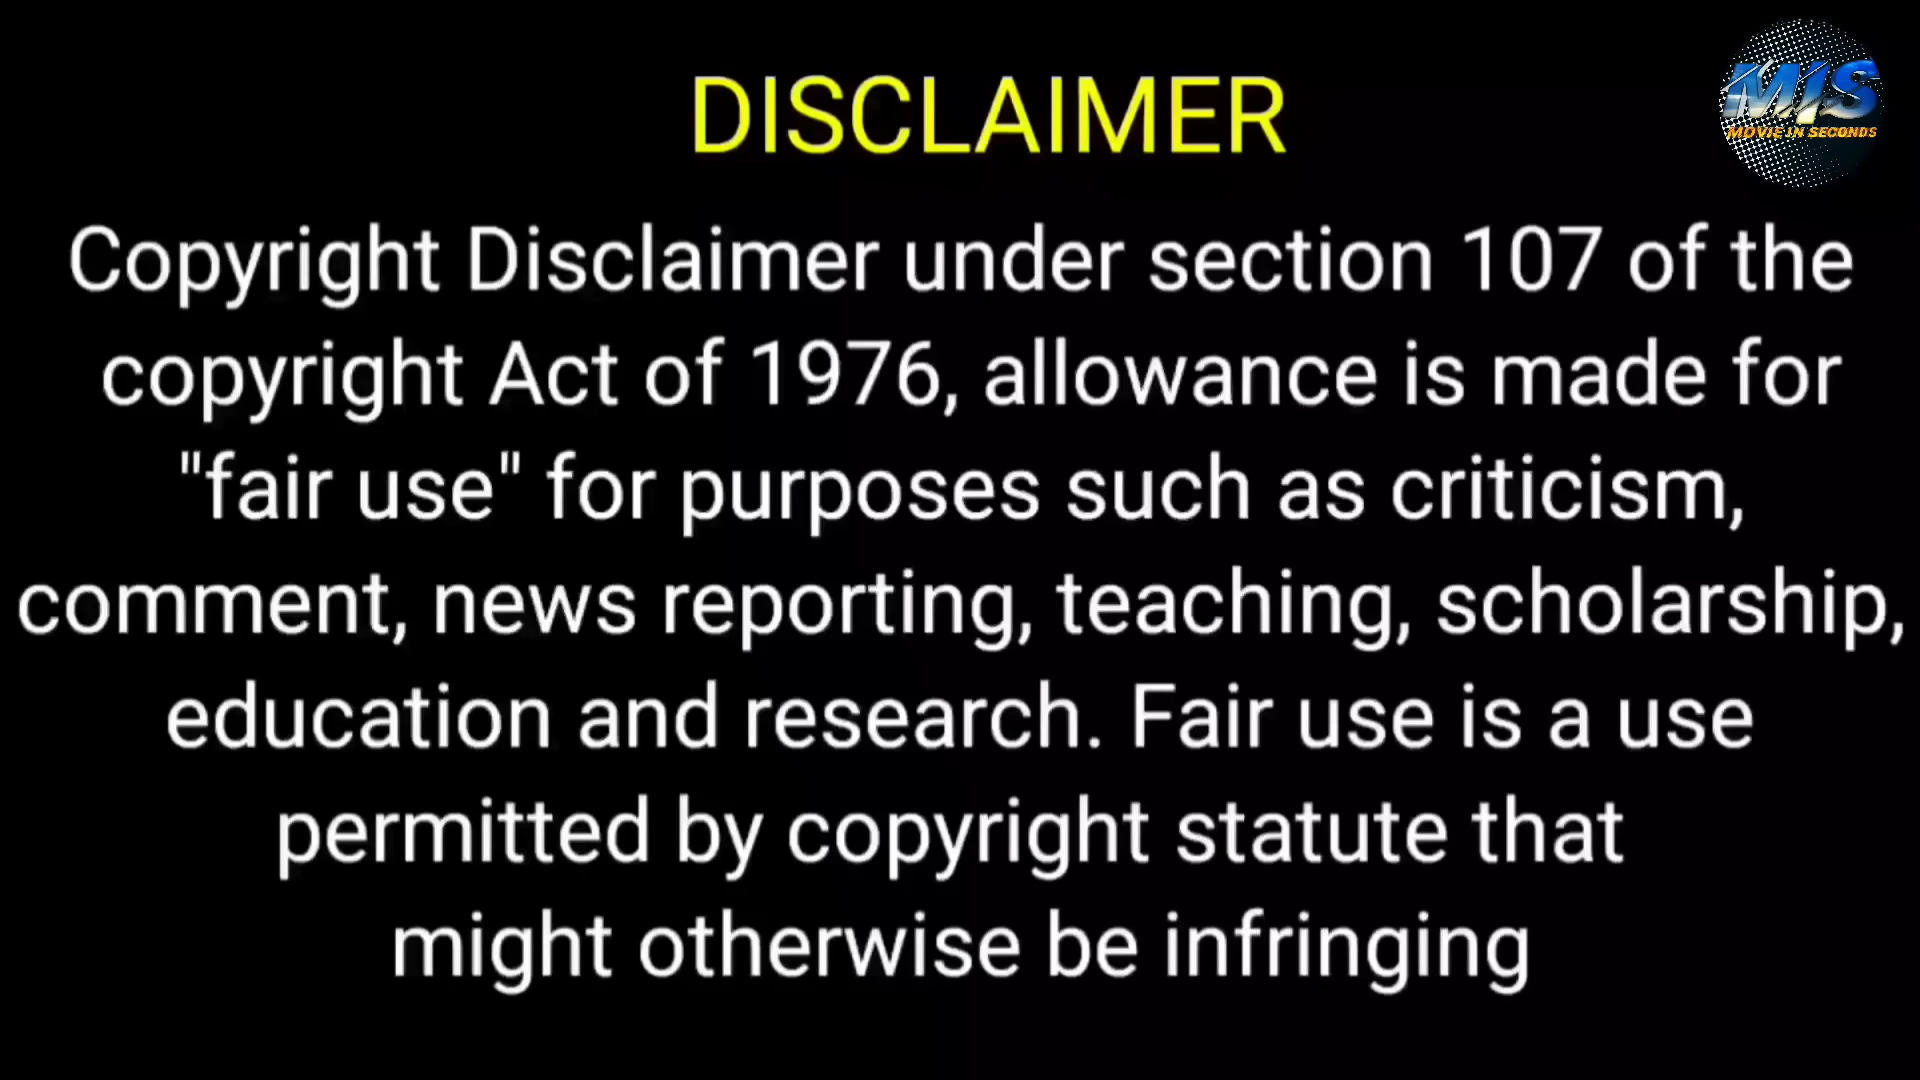 DISCLAIMER
MIS
MOVIE IN SECONDS
Copyright Disclaimer under section 107 of the
copyright Act of 1976, allowance is made for
"fair use" for purposes such as criticism,
comment, news reporting, teaching, scholarship,
education and research. Fair use is a use
permitted by copyright statute that
might otherwise be infringing